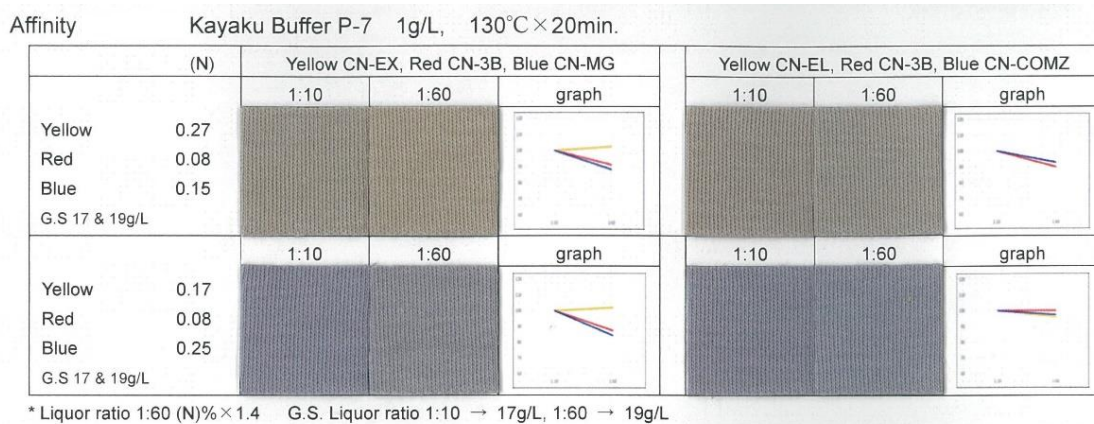 Affinity Kayaku Buffer P-7 1g/L, 130℃×20min.
(N) Yellow CN-EX, Red CN-3B, Blue CN-MG Yellow CN-EL, Red CN-3B, Blue CN-COMZ
1:10 1:60 graph 1:10 1:60 graph
Yellow 0.27
Red 0.08
Blue 0.15
G.S 17 & 19g/L
1:10 1:60 graph 1:10 1:60 graph
Yellow 0.17
Red 0.08
Blue 0.25
G.S 17 & 19g/L
* Liquor ratio 1:60 (N)%×1.4 G.S. Liquor ratio 1:10 → 17g/L, 1:60 → 19g/L